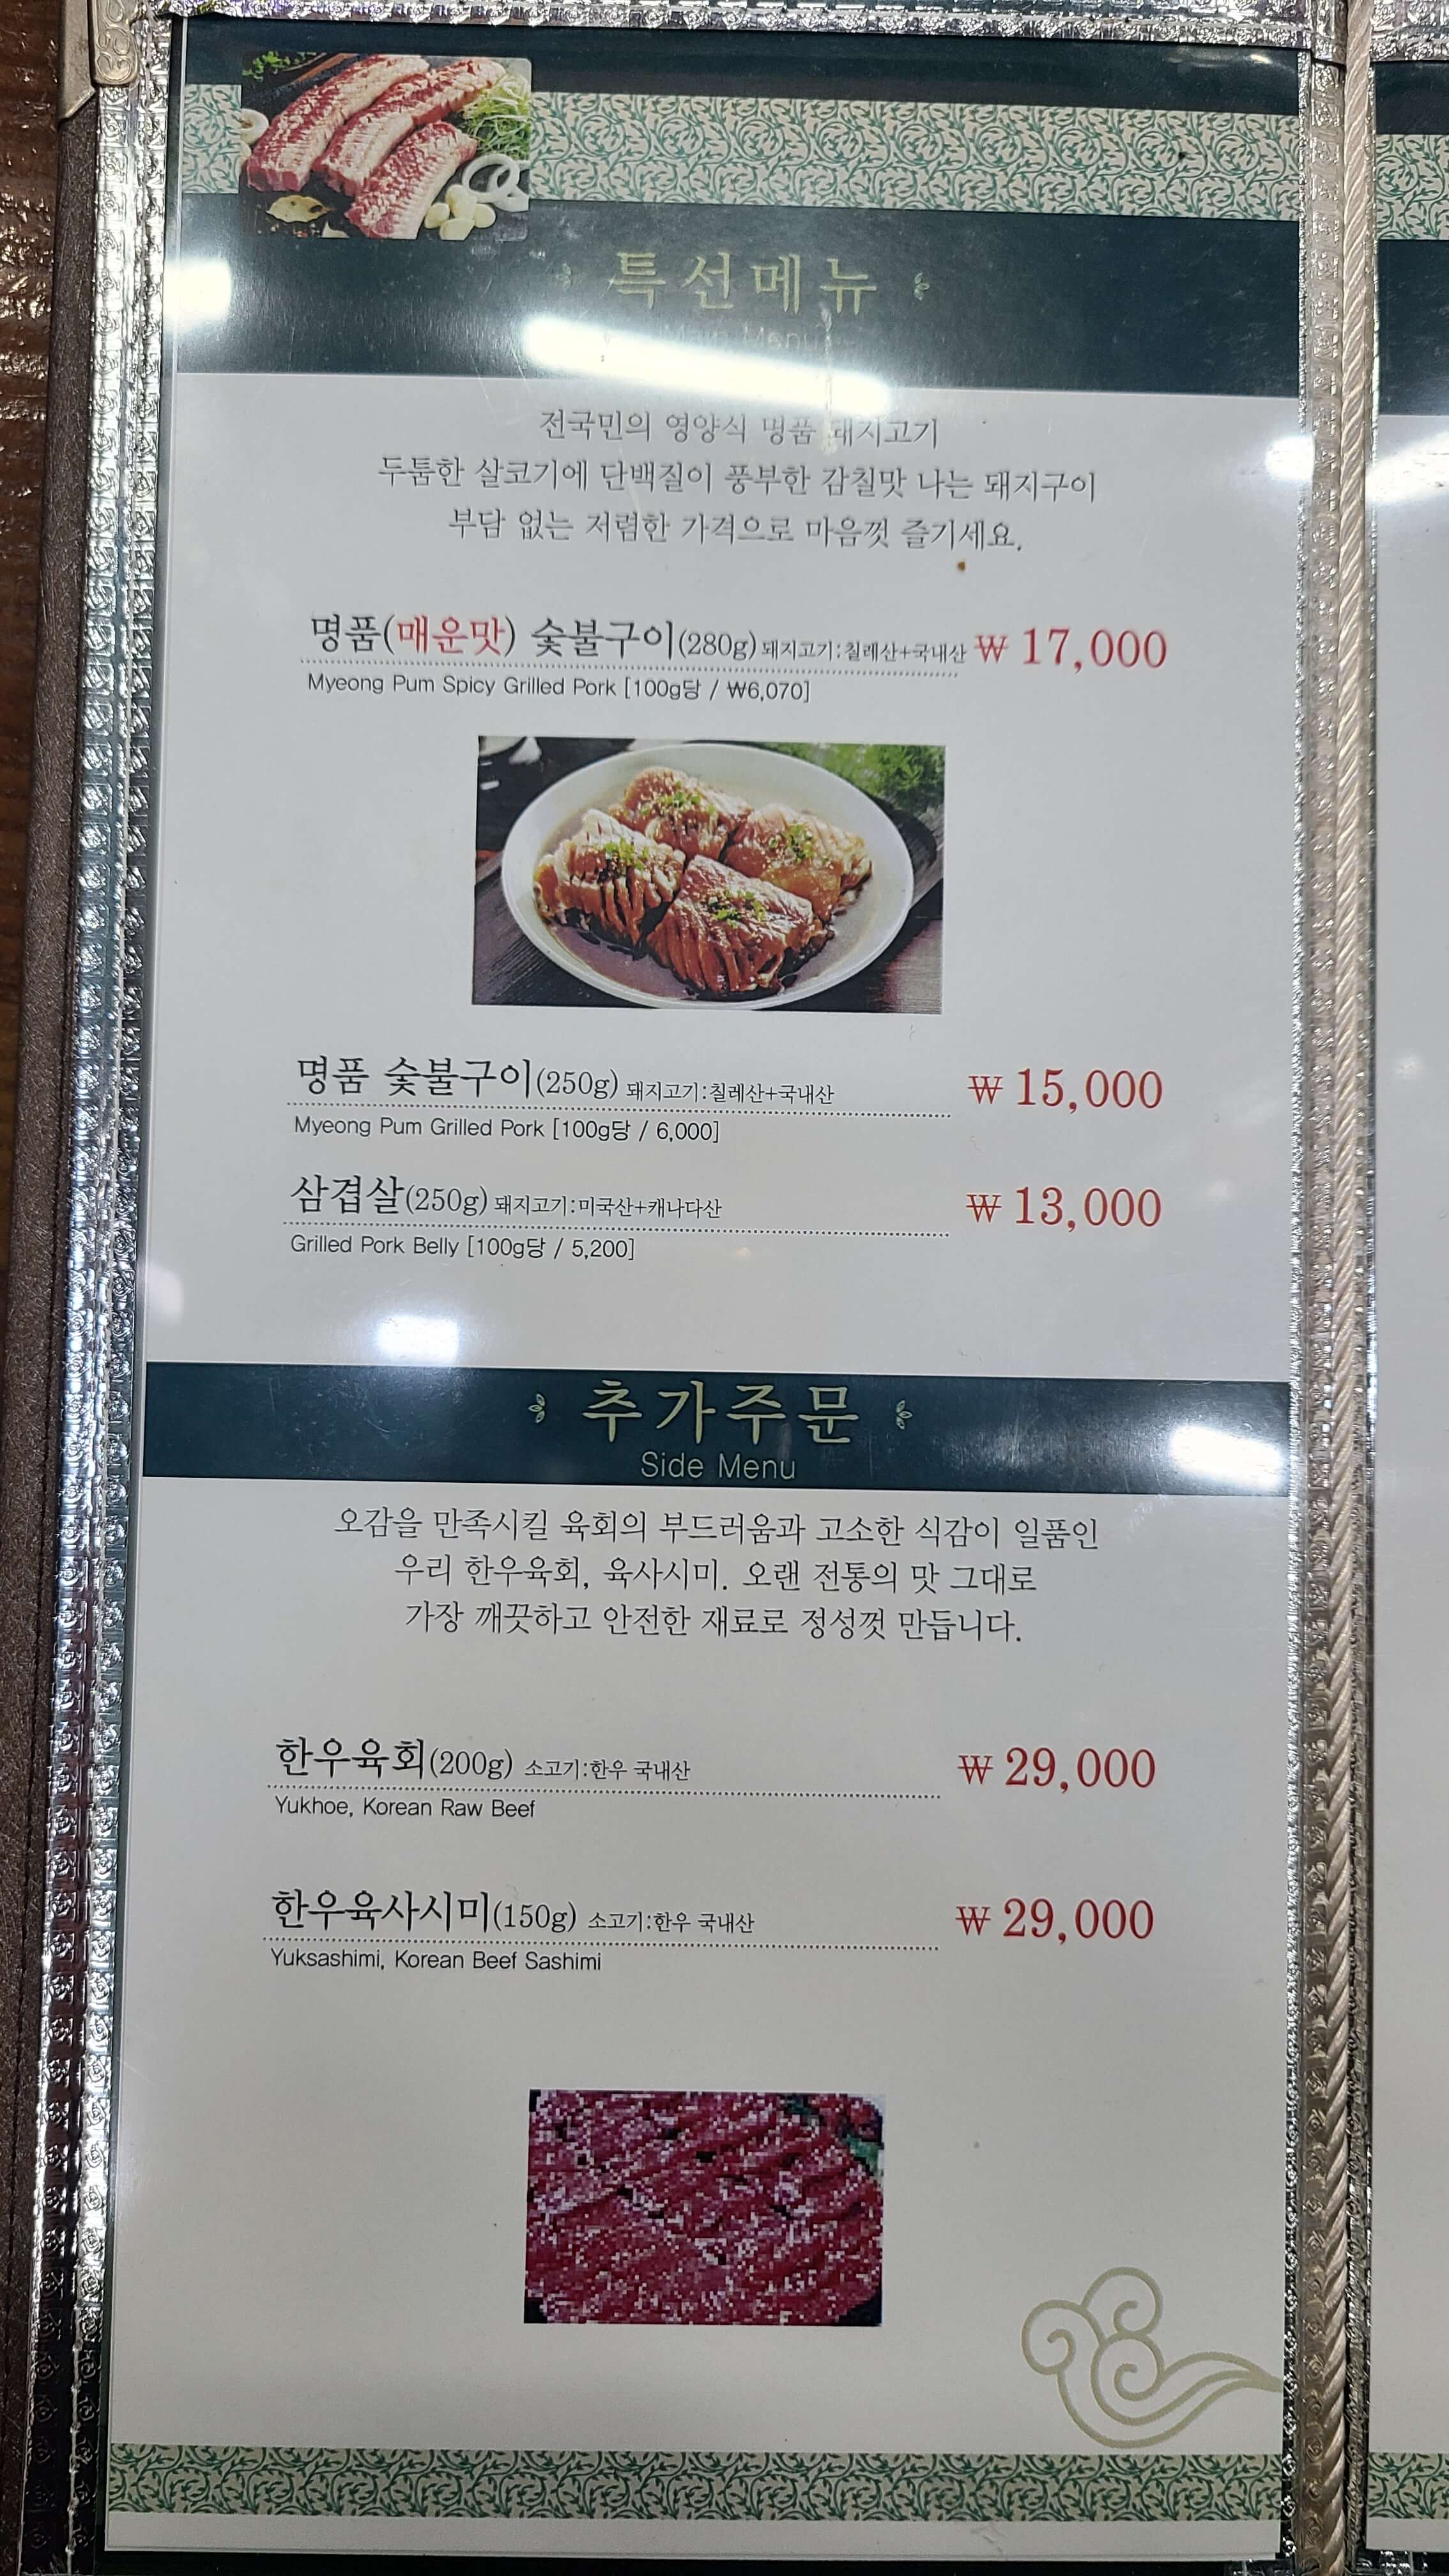 특선메뉴
Main Menu
전국민의 영양식 명품 돼지고기
두툼한 살코기에 단백질이 풍부한 감칠맛 나는 돼지구이
부담 없는 저렴한 가격으로 마음껏 즐기세요.
명품(매운맛) 숯불구이(280g) 돼지고기:칠레산+국내산 ₩ 17,000
Myeong Pum Spicy Grilled Pork [100g당 / ₩6,070]
명품 숯불구이(250g) 돼지고기:칠레산+국내산 ₩ 15,000
Myeong Pum Grilled Pork [100g당 / 6,000]
삼겹살(250g) 돼지고기:미국산+캐나다산 ₩ 13,000
Grilled Pork Belly [100g당 / 5,200]
추가주문
Side Menu
오감을 만족시킬 육회의 부드러움과 고소한 식감이 일품인
우리 한우육회, 육사시미. 오랜 전통의 맛 그대로
가장 깨끗하고 안전한 재료로 정성껏 만듭니다.
한우육회(200g) 소고기:한우 국내산 ₩ 29,000
Yukhoe, Korean Raw Beef
한우육사시미(150g) 소고기:한우 국내산 ₩ 29,000
Yuksashimi, Korean Beef Sashimi